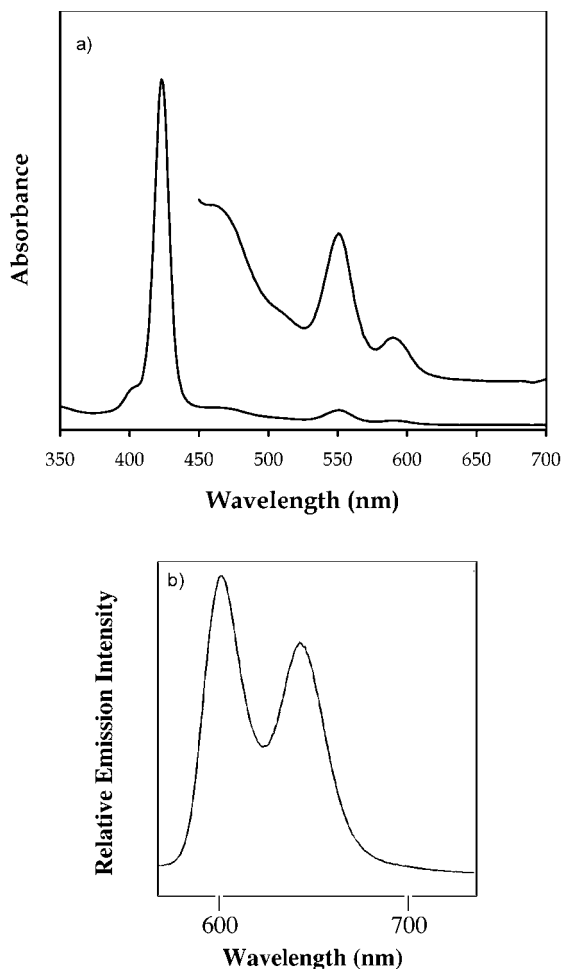 a)
Absorbance
350 400 450 500 550 600 650 700
Wavelength (nm)
b)
Relative Emission Intensity
600 700
Wavelength (nm)